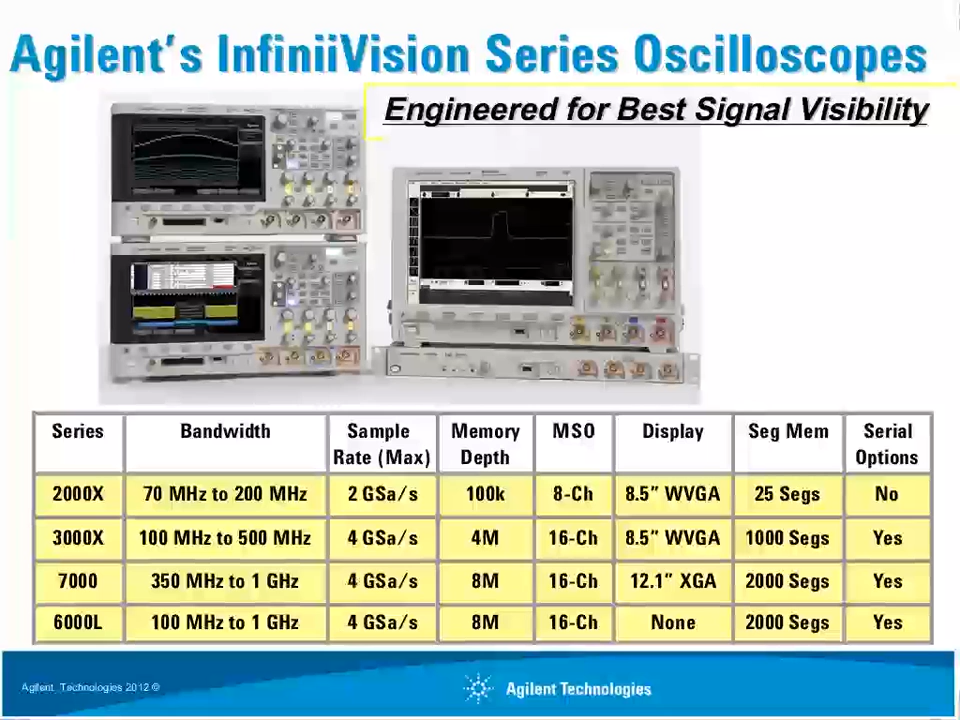 Agilent's InfiniiVision Series Oscilloscopes
Engineered for Best Signal Visibility
Series Bandwidth Sample Rate (Max) Memory Depth MSO Display Seg Mem Serial Options
2000X 70 MHz to 200 MHz 2 GSa/s 100k 8-Ch 8.5" WVGA 25 Segs No
3000X 100 MHz to 500 MHz 4 GSa/s 4M 16-Ch 8.5" WVGA 1000 Segs Yes
7000 350 MHz to 1 GHz 4 GSa/s 8M 16-Ch 12.1" XGA 2000 Segs Yes
6000L 100 MHz to 1 GHz 4 GSa/s 8M 16-Ch None 2000 Segs Yes
Agilent Technologies 2012 ©
Agilent Technologies